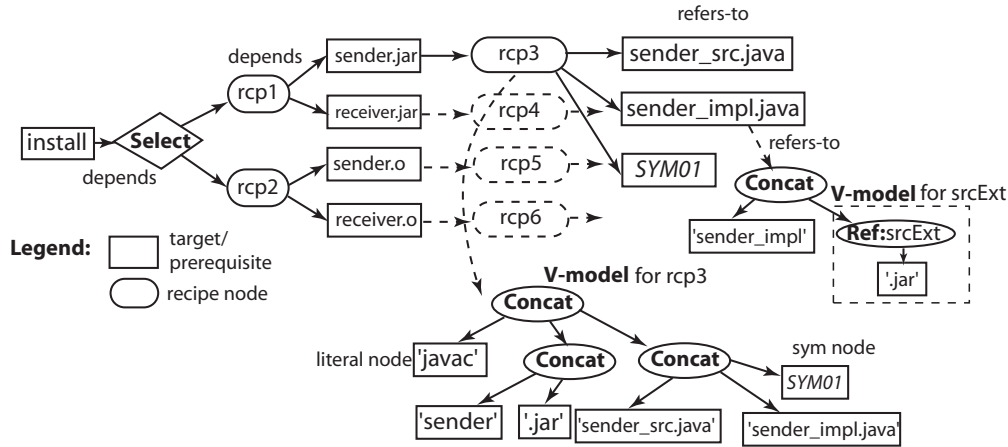 refers-to
depends
sender.jar
rcp3
sender_src.java
rcp1
receiver.jar
rcp4
sender_impl.java
install
Select
refers-to
depends
sender.o
rcp5
SYM01
rcp2
Concat
V-model for srcExt
receiver.o
rcp6
'sender_impl'
Ref:srcExt
Legend:
target/
prerequisite
recipe node
'.jar'
V-model for rcp3
Concat
literal node
'javac'
Concat
Concat
sym node
SYM01
'sender'
'.jar'
'sender_src.java'
'sender_impl.java'